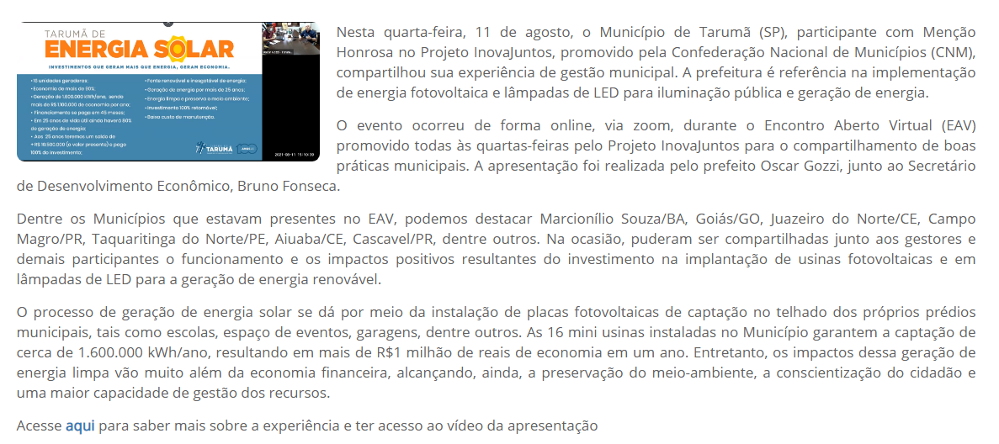 TARUMÃ DE
ENERGIA SOLAR
INVESTIMENTOS QUE GERAM MAIS QUE ENERGIA, GERAM ECONOMIA.
• Economia de mais de 90%;
• Geração de 1.600.000 kWh/ano, sendo
mais de R$ 1.100.000 de economia por ano;
• Financiamento se paga em 45 meses;
• Em 25 anos de vida útil ainda haverá 80%
de geração de energia;
• Aos 25 anos teremos um saldo de
+ R$ 10.500.000 (a valor presente) e pago
100% do investimento;
• Fonte renovável e inesgotável de energia;
• Geração de energia por mais de 25 anos;
• Energia limpa e preserva o meio ambiente;
• Investimento 100% retornável;
• Baixo custo de manutenção.
TARUMÃ
2021-08-11 15:10:39
Nesta quarta-feira, 11 de agosto, o Município de Tarumã (SP), participante com Menção
Honrosa no Projeto InovaJuntos, promovido pela Confederação Nacional de Municípios (CNM),
compartilhou sua experiência de gestão municipal. A prefeitura é referência na implementação
de energia fotovoltaica e lâmpadas de LED para iluminação pública e geração de energia.
O evento ocorreu de forma online, via zoom, durante o Encontro Aberto Virtual (EAV)
promovido todas às quartas-feiras pelo Projeto InovaJuntos para o compartilhamento de boas
práticas municipais. A apresentação foi realizada pelo prefeito Oscar Gozzi, junto ao Secretário
de Desenvolvimento Econômico, Bruno Fonseca.
Dentre os Municípios que estavam presentes no EAV, podemos destacar Marcionílio Souza/BA, Goiás/GO, Juazeiro do Norte/CE, Campo
Magro/PR, Taquaritinga do Norte/PE, Aiuaba/CE, Cascavel/PR, dentre outros. Na ocasião, puderam ser compartilhadas junto aos gestores e
demais participantes o funcionamento e os impactos positivos resultantes do investimento na implantação de usinas fotovoltaicas e em
lâmpadas de LED para a geração de energia renovável.
O processo de geração de energia solar se dá por meio da instalação de placas fotovoltaicas de captação no telhado dos próprios prédios
municipais, tais como escolas, espaço de eventos, garagens, dentre outros. As 16 mini usinas instaladas no Município garantem a captação de
cerca de 1.600.000 kWh/ano, resultando em mais de R$1 milhão de reais de economia em um ano. Entretanto, os impactos dessa geração de
energia limpa vão muito além da economia financeira, alcançando, ainda, a preservação do meio-ambiente, a conscientização do cidadão e
uma maior capacidade de gestão dos recursos.
Acesse aqui para saber mais sobre a experiência e ter acesso ao vídeo da apresentação